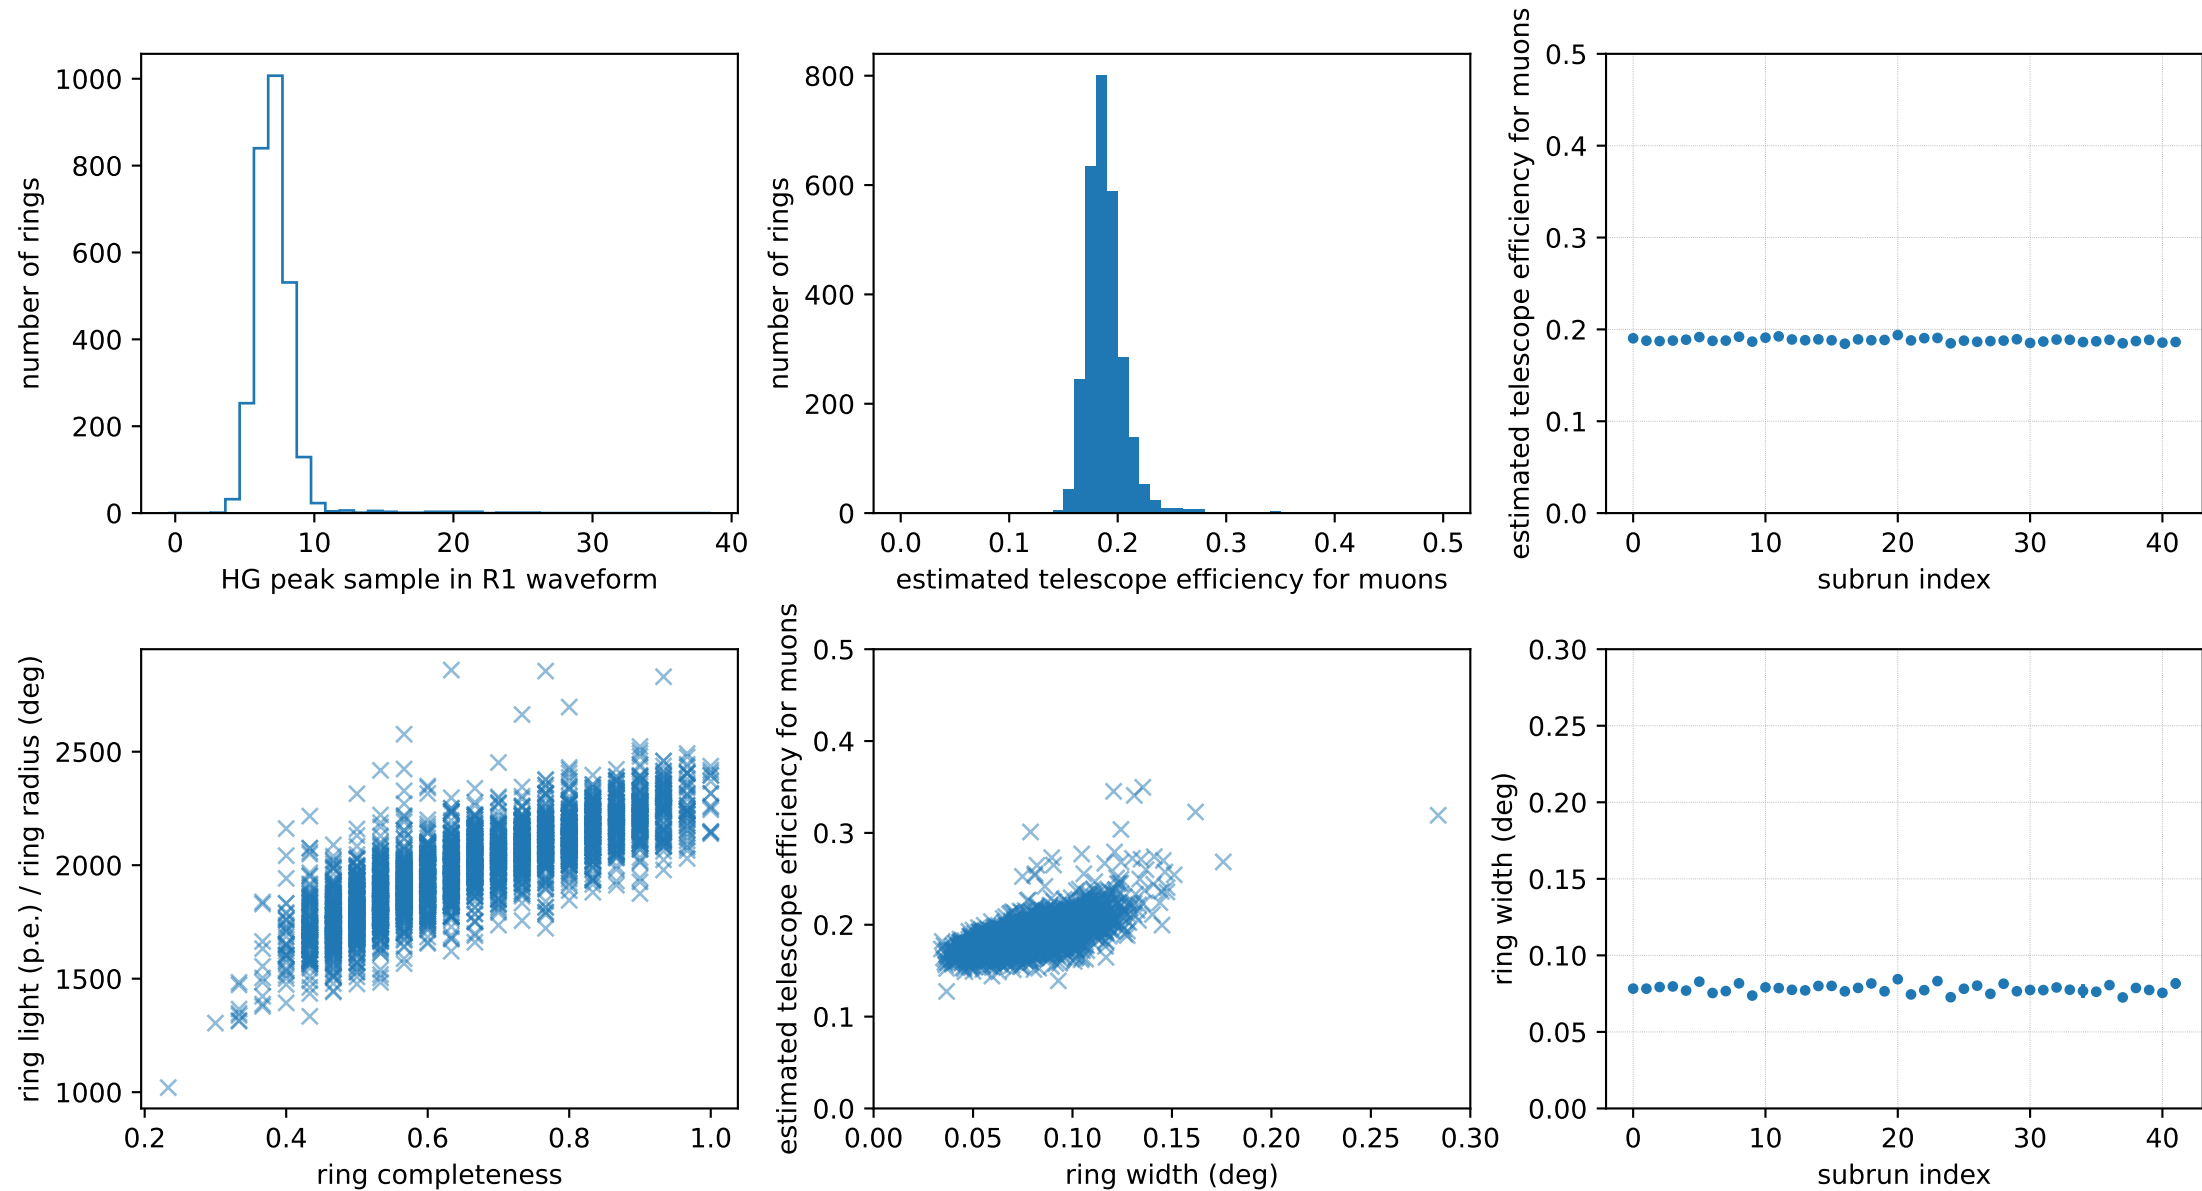 1000
800
600
400
200
0
number of rings
0 10 20 30 40
HG peak sample in R1 waveform
800
600
400
200
0
number of rings
0.0 0.1 0.2 0.3 0.4 0.5
estimated telescope efficiency for muons
0.5
0.4
0.3
0.2
0.1
0.0
estimated telescope efficiency for muons
0 10 20 30 40
subrun index
2500
2000
1500
1000
ring light (p.e.) / ring radius (deg)
0.2 0.4 0.6 0.8 1.0
ring completeness
0.5
0.4
0.3
0.2
0.1
0.0
estimated telescope efficiency for muons
0.00 0.05 0.10 0.15 0.20 0.25 0.30
ring width (deg)
0.30
0.25
0.20
0.15
0.10
0.05
0.00
ring width (deg)
0 10 20 30 40
subrun index